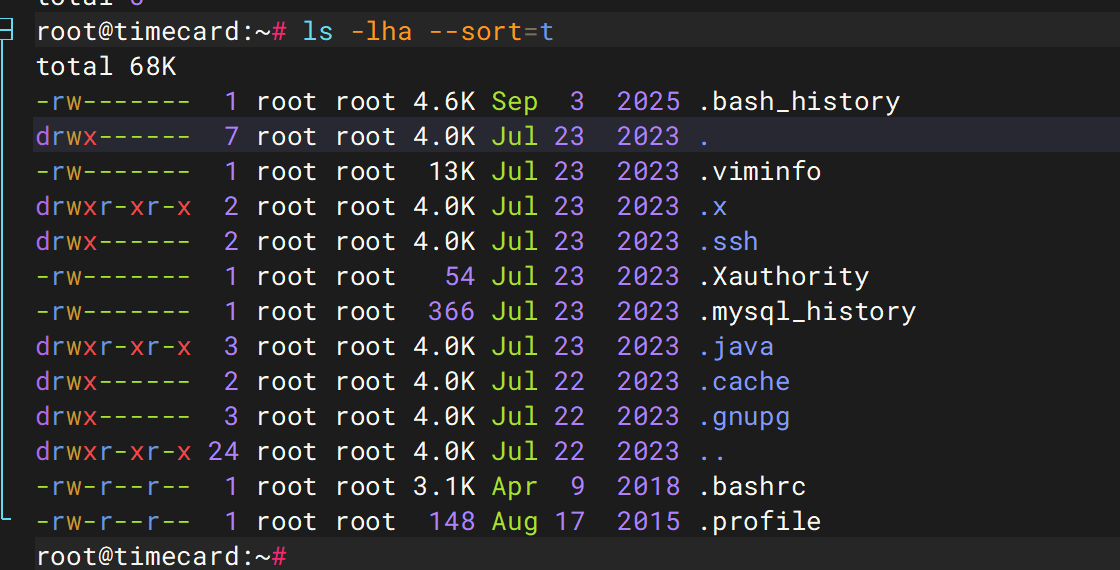 total 0
root@timecard:~# ls -lha --sort=t
total 68K
-rw-------  1 root root 4.6K Sep  3  2025 .bash_history
drwx------  7 root root 4.0K Jul 23  2023 .
-rw-------  1 root root  13K Jul 23  2023 .viminfo
drwxr-xr-x  2 root root 4.0K Jul 23  2023 .x
drwx------  2 root root 4.0K Jul 23  2023 .ssh
-rw-------  1 root root   54 Jul 23  2023 .Xauthority
-rw-------  1 root root  366 Jul 23  2023 .mysql_history
drwxr-xr-x  3 root root 4.0K Jul 23  2023 .java
drwx------  2 root root 4.0K Jul 22  2023 .cache
drwx------  3 root root 4.0K Jul 22  2023 .gnupg
drwxr-xr-x 24 root root 4.0K Jul 22  2023 ..
-rw-r--r--  1 root root 3.1K Apr  9  2018 .bashrc
-rw-r--r--  1 root root  148 Aug 17  2015 .profile
root@timecard:~#